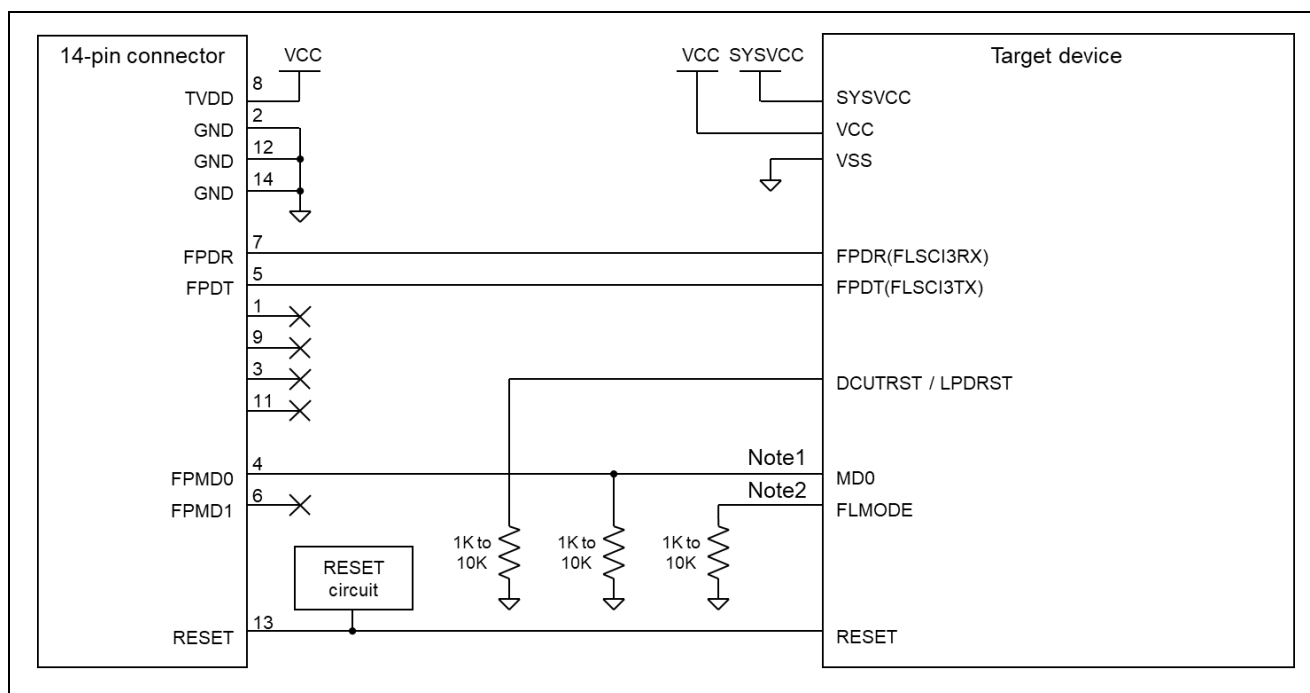 14-pin connector
8
VCC
VCC
SYSVCC
Target device
TVDD
SYSVCC
2
GND
VCC
12
GND
VSS
14
GND
7
FPDR
FPDR(FLSCI3RX)
5
FPDT
FPDT(FLSCI3TX)
1
9
3
DCUTRST / LPDRST
11
4
Note1
FPMD0
MD0
6
Note2
FPMD1
FLMODE
1K to
10K
1K to
10K
1K to
10K
RESET
circuit
13
RESET
RESET